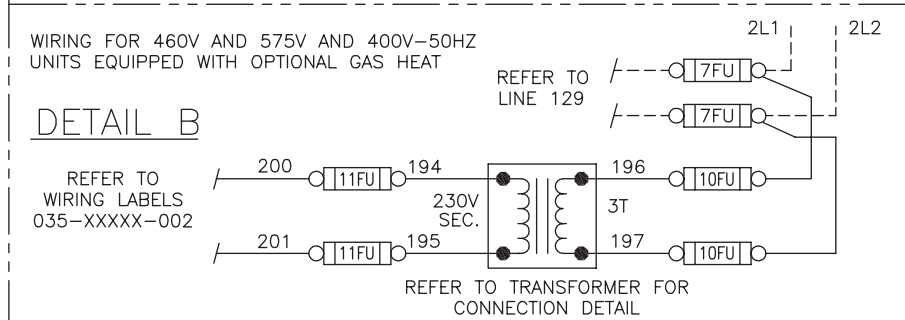 2L1 2L2
WIRING FOR 460V AND 575V AND 400V-50HZ
UNITS EQUIPPED WITH OPTIONAL GAS HEAT
REFER TO
LINE 129
7FU
7FU
DETAIL B
REFER TO
WIRING LABELS
035-XXXXX-002
200 11FU 194 196 10FU
230V
SEC.
3T
201 11FU 195 197 10FU
REFER TO TRANSFORMER FOR
CONNECTION DETAIL